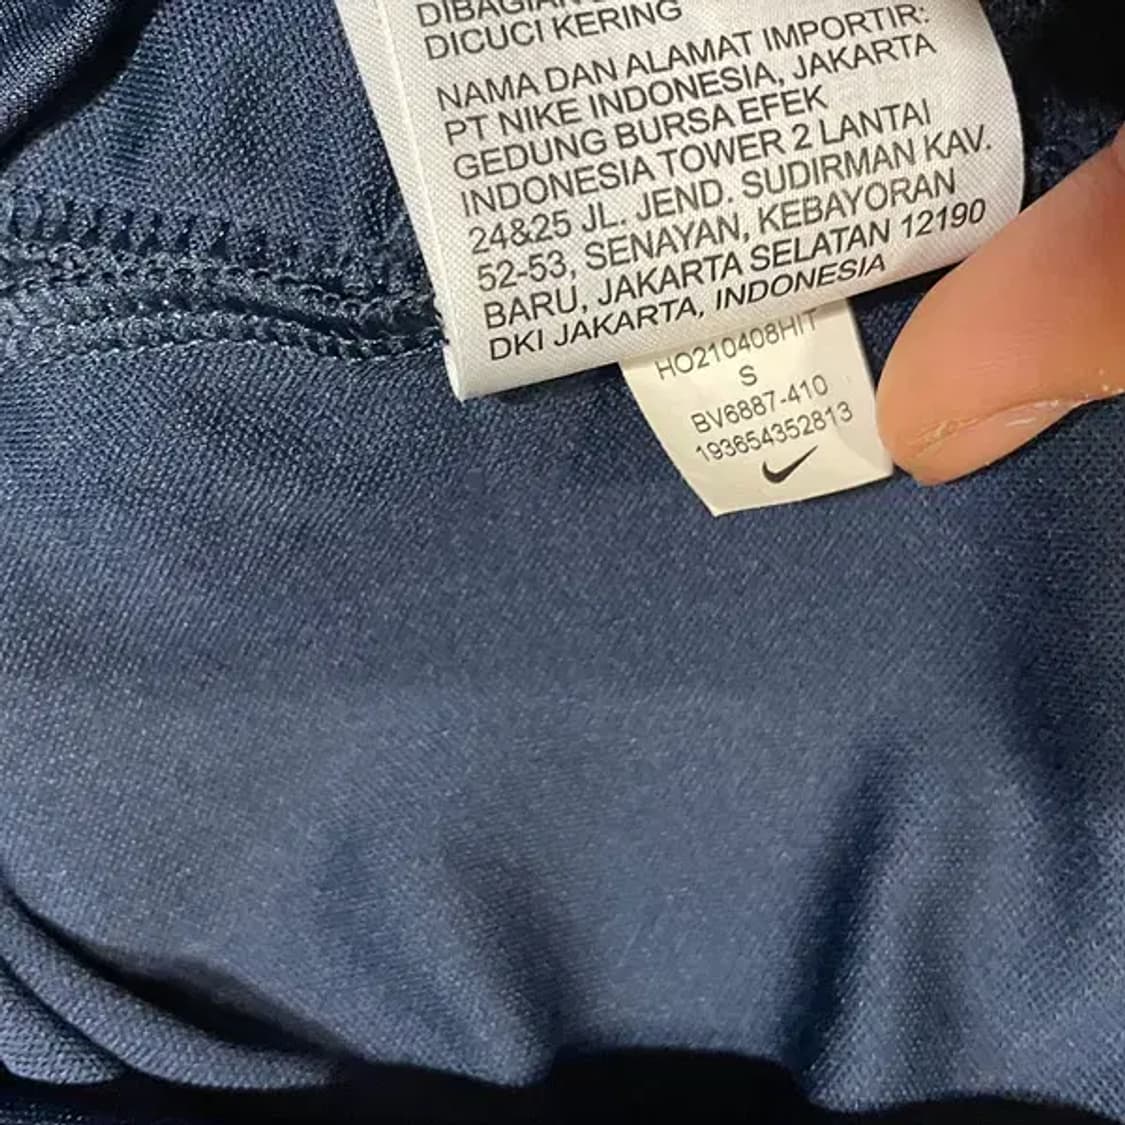 DIBAGIAN
DICUCI KERING
NAMA DAN ALAMAT IMPORTIR:
PT NIKE INDONESIA, JAKARTA
GEDUNG BURSA EFEK
INDONESIA TOWER 2 LANTAI
24&25 JL. JEND. SUDIRMAN KAV.
52-53, SENAYAN, KEBAYORAN
BARU, JAKARTA SELATAN 12190
DKI JAKARTA, INDONESIA
HO210408HIT
S
BV6887-410
193654352813